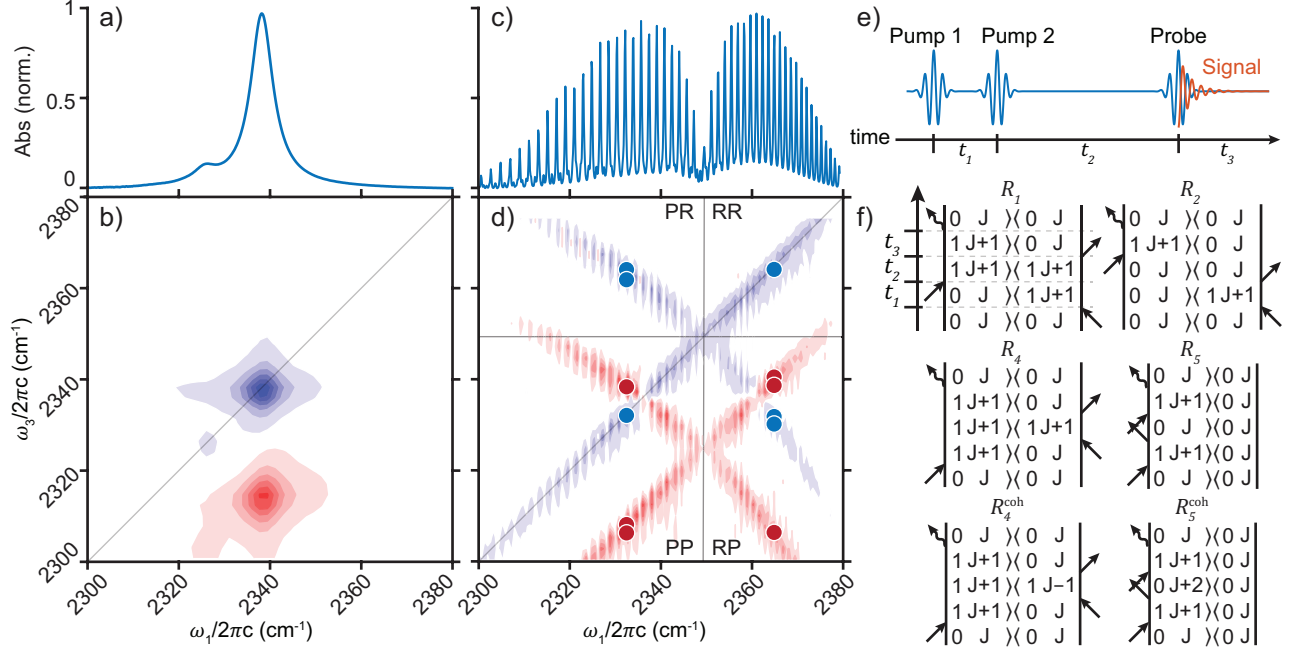 a)
1
0.5
0
Abs (norm.)
b)
2380
2360
2340
2320
2300
ω₃/2πc (cm⁻¹)
2300
2320
2340
2360
2380
ω₁/2πc (cm⁻¹)
c)
d)
PR
RR
PP
RP
2300
2320
2340
2360
2380
ω₁/2πc (cm⁻¹)
e)
Pump 1
Pump 2
Probe
Signal
time
t₁
t₂
t₃
f)
t₃
t₂
t₁
R₁
0 J ⟩⟨ 0 J
1 J+1 ⟩⟨ 0 J
1 J+1 ⟩⟨ 1 J+1
0 J ⟩⟨ 1 J+1
0 J ⟩⟨ 0 J
R₂
0 J ⟩⟨ 0 J
1 J+1 ⟩⟨ 0 J
0 J ⟩⟨ 0 J
0 J ⟩⟨ 1 J+1
0 J ⟩⟨ 0 J
R₄
0 J ⟩⟨ 0 J
1 J+1 ⟩⟨ 0 J
1 J+1 ⟩⟨ 1 J+1
1 J+1 ⟩⟨ 0 J
0 J ⟩⟨ 0 J
R₅
0 J ⟩⟨ 0 J
1 J+1 ⟩⟨ 0 J
0 J ⟩⟨ 0 J
1 J+1 ⟩⟨ 0 J
0 J ⟩⟨ 0 J
R₄ᶜᵒʰ
0 J ⟩⟨ 0 J
1 J+1 ⟩⟨ 0 J
1 J+1 ⟩⟨ 1 J−1
1 J+1 ⟩⟨ 0 J
0 J ⟩⟨ 0 J
R₅ᶜᵒʰ
0 J ⟩⟨ 0 J
1 J+1 ⟩⟨ 0 J
0 J+2 ⟩⟨ 0 J
1 J+1 ⟩⟨ 0 J
0 J ⟩⟨ 0 J